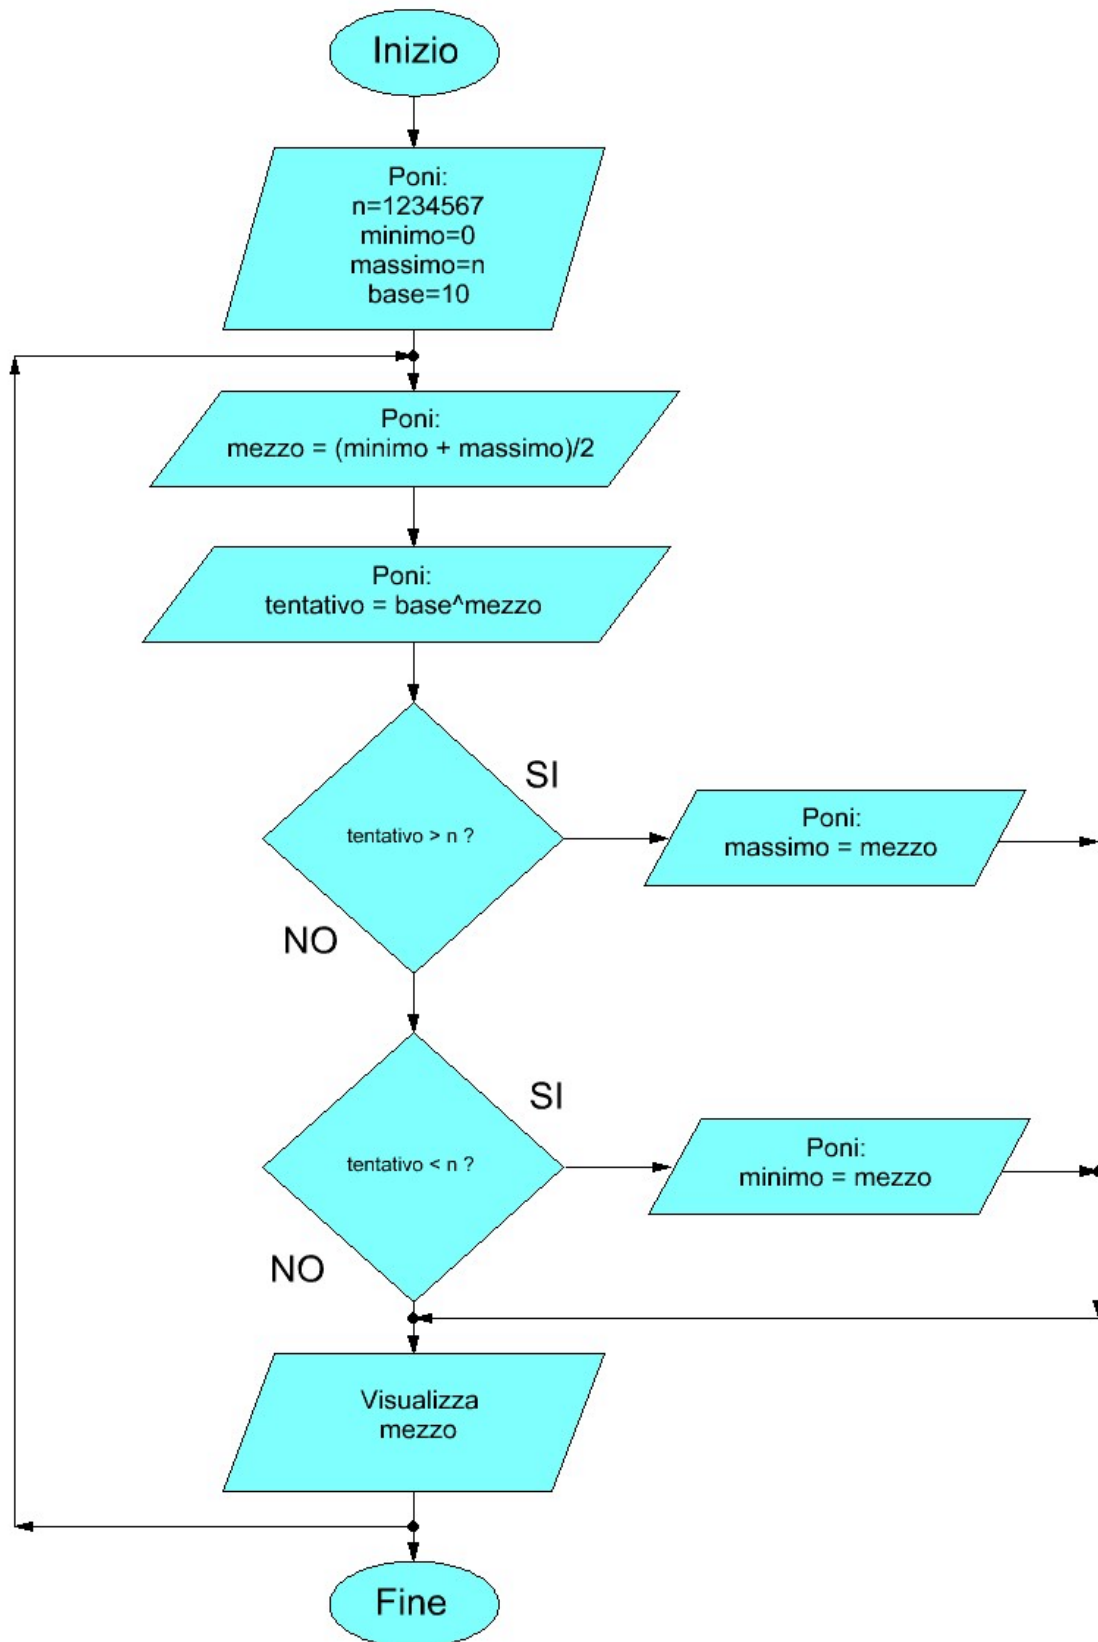 Inizio
Poni:
n=1234567
minimo=0
massimo=n
base=10
Poni:
mezzo = (minimo + massimo)/2
Poni:
tentativo = base^mezzo
SI
tentativo > n ?
Poni:
massimo = mezzo
NO
SI
tentativo < n ?
Poni:
minimo = mezzo
NO
Visualizza
mezzo
Fine